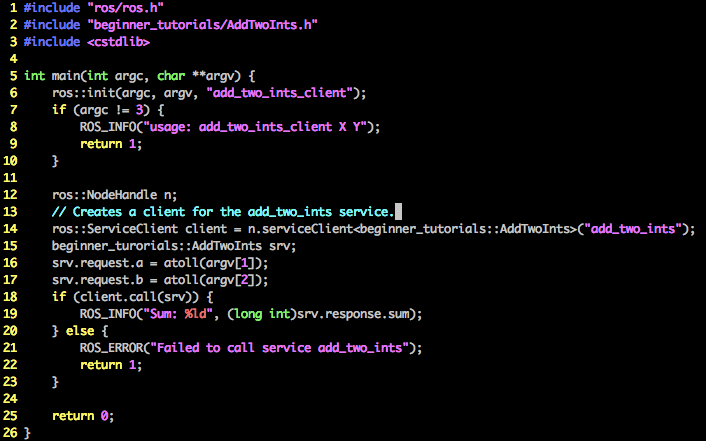 1 #include "ros/ros.h"
2 #include "beginner_tutorials/AddTwoInts.h"
3 #include <cstdlib>
4
5 int main(int argc, char **argv) {
6     ros::init(argc, argv, "add_two_ints_client");
7     if (argc != 3) {
8         ROS_INFO("usage: add_two_ints_client X Y");
9         return 1;
10     }
11
12     ros::NodeHandle n;
13     // Creates a client for the add_two_ints service.
14     ros::ServiceClient client = n.serviceClient<beginner_tutorials::AddTwoInts>("add_two_ints");
15     beginner_turorials::AddTwoInts srv;
16     srv.request.a = atoll(argv[1]);
17     srv.request.b = atoll(argv[2]);
18     if (client.call(srv)) {
19         ROS_INFO("Sum: %ld", (long int)srv.response.sum);
20     } else {
21         ROS_ERROR("Failed to call service add_two_ints");
22         return 1;
23     }
24
25     return 0;
26 }